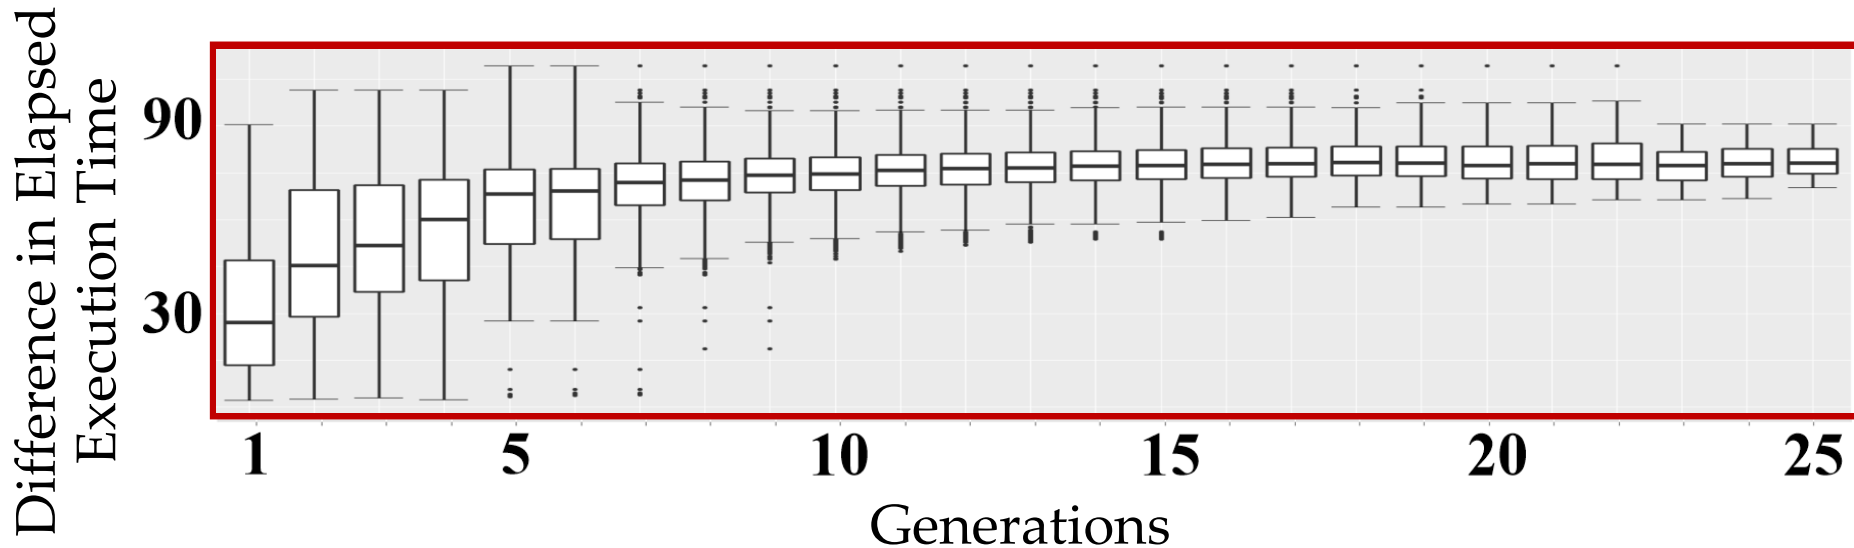 Difference in Elapsed
Execution Time
90
30
1 5 10 15 20 25
Generations